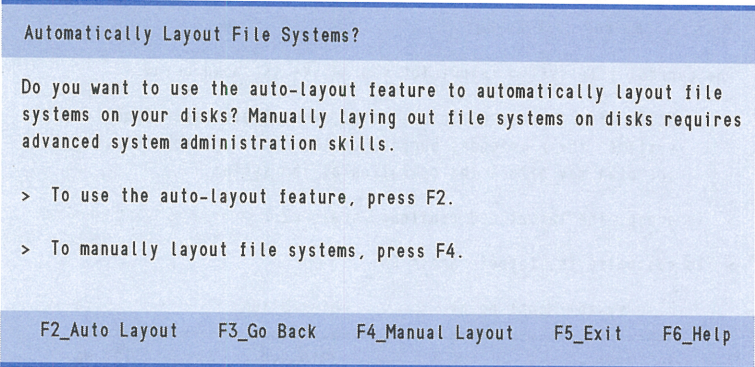 Automatically Layout File Systems?
Do you want to use the auto-layout feature to automatically layout file
systems on your disks? Manually laying out file systems on disks requires
advanced system administration skills.
> To use the auto-layout feature, press F2.
> To manually layout file systems, press F4.
F2_Auto Layout F3_Go Back F4_Manual Layout F5_Exit F6_Help